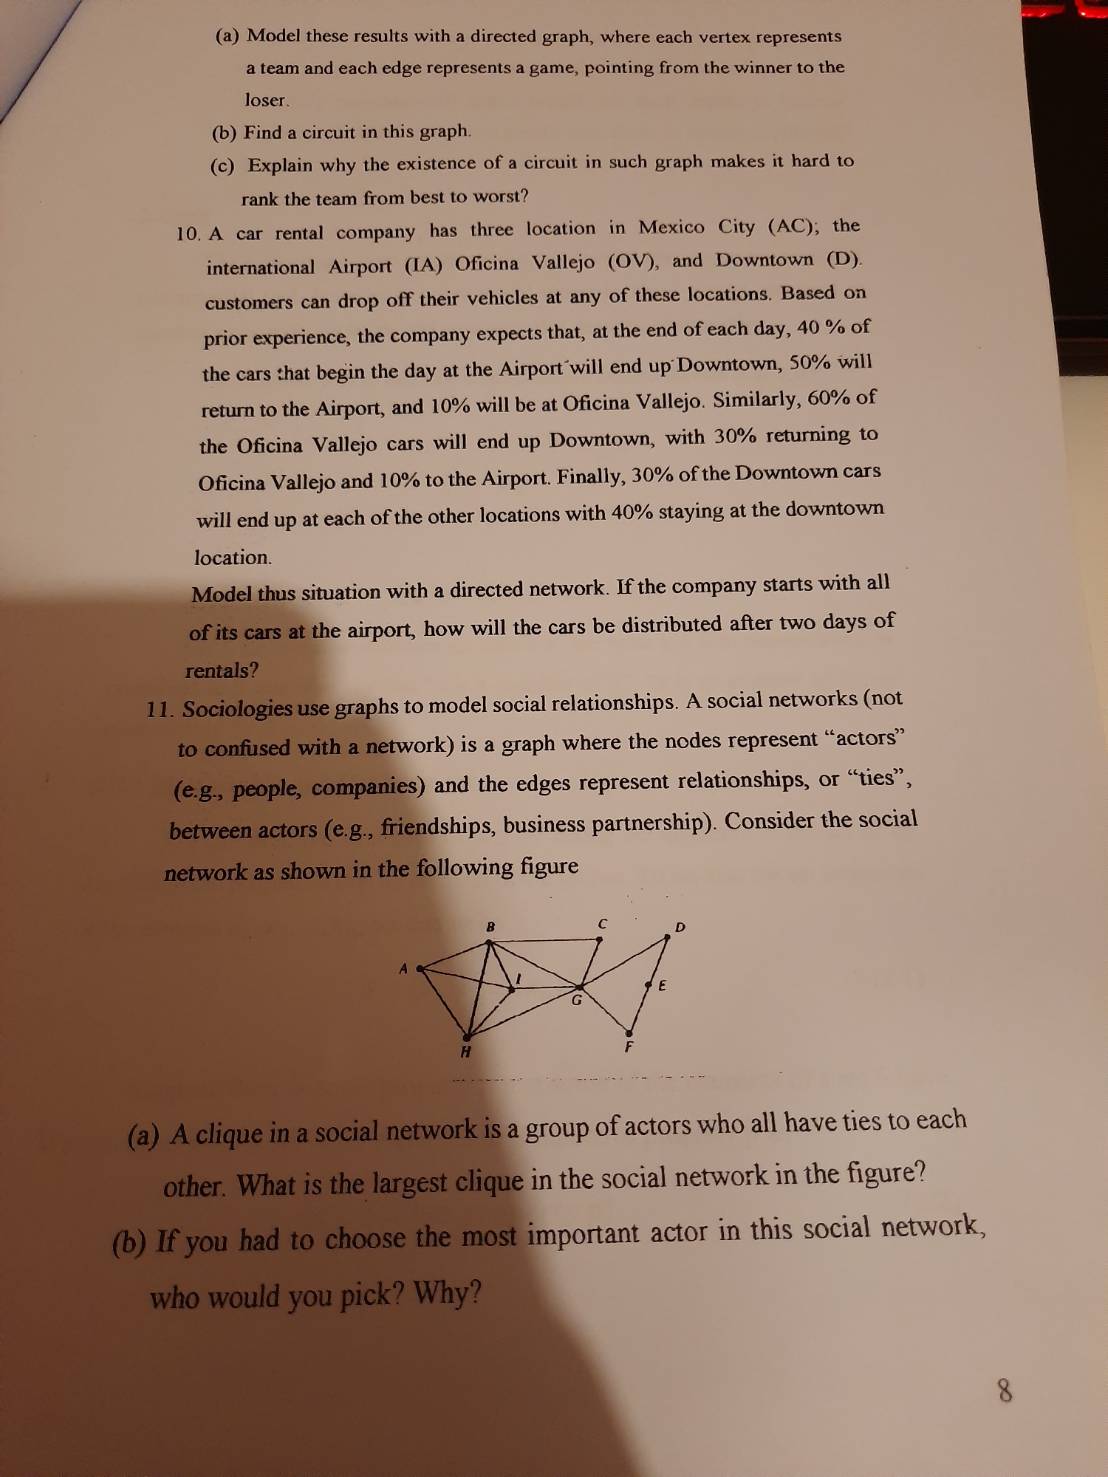 (a) Model these results with a directed graph, where each vertex represents
a team and each edge represents a game, pointing from the winner to the
loser.
(b) Find a circuit in this graph.
(c) Explain why the existence of a circuit in such graph makes it hard to
rank the team from best to worst?
10. A car rental company has three location in Mexico City (AC); the
international Airport (IA) Oficina Vallejo (OV), and Downtown (D).
customers can drop off their vehicles at any of these locations. Based on
prior experience, the company expects that, at the end of each day, 40 % of
the cars that begin the day at the Airport will end up Downtown, 50% will
return to the Airport, and 10% will be at Oficina Vallejo. Similarly, 60% of
the Oficina Vallejo cars will end up Downtown, with 30% returning to
Oficina Vallejo and 10% to the Airport. Finally, 30% of the Downtown cars
will end up at each of the other locations with 40% staying at the downtown
location.
Model thus situation with a directed network. If the company starts with all
of its cars at the airport, how will the cars be distributed after two days of
rentals?
11. Sociologies use graphs to model social relationships. A social networks (not
to confused with a network) is a graph where the nodes represent “actors”
(e.g., people, companies) and the edges represent relationships, or “ties”,
between actors (e.g., friendships, business partnership). Consider the social
network as shown in the following figure
B C D
A I G E
H F
(a) A clique in a social network is a group of actors who all have ties to each
other. What is the largest clique in the social network in the figure?
(b) If you had to choose the most important actor in this social network,
who would you pick? Why?
8